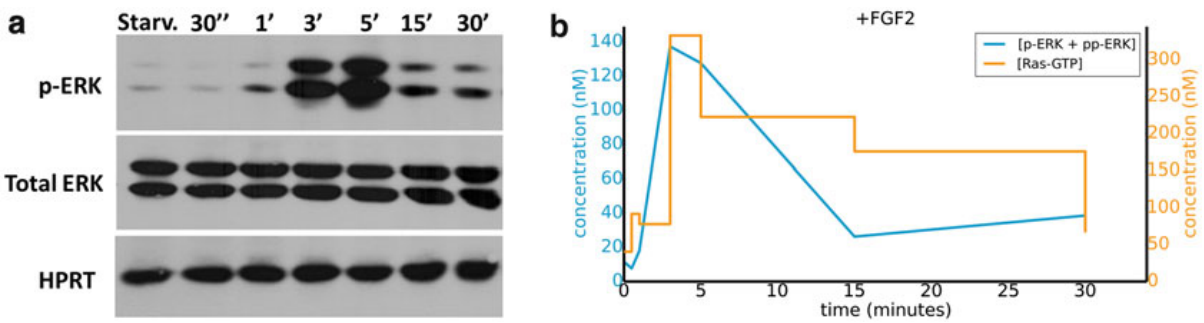 a
Starv. 30'' 1' 3' 5' 15' 30'
p-ERK
Total ERK
HPRT
b
+FGF2
[p-ERK + pp-ERK]
[Ras-GTP]
concentration (nM)
140
120
100
80
60
40
20
0
300
250
200
150
100
50
0
concentration (nM)
0 5 10 15 20 25 30
time (minutes)